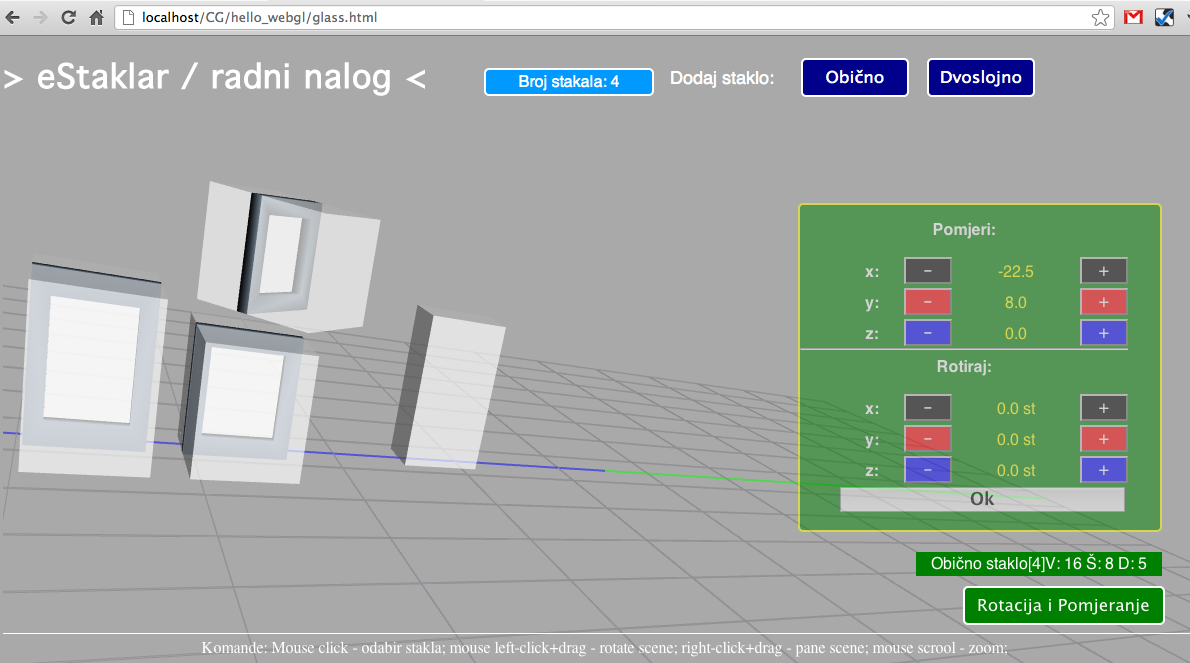 localhost/CG/hello_webgl/glass.html
> eStaklar / radni nalog <
Broj stakala: 4
Dodaj staklo:
Obično
Dvoslojno
Pomjeri:
x: - -22.5 +
y: - 8.0 +
z: - 0.0 +
Rotiraj:
x: - 0.0 st +
y: - 0.0 st +
z: - 0.0 st +
Ok
Obično staklo[4]V: 16 Š: 8 D: 5
Rotacija i Pomjeranje
Komande: Mouse click - odabir stakla; mouse left-click+drag - rotate scene; right-click+drag - pane scene; mouse scrool - zoom;